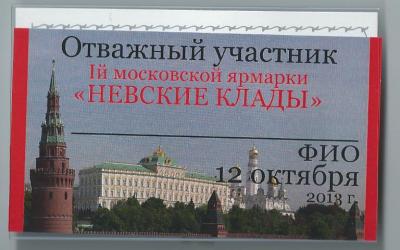 Отважный участник
Iй московской ярмарки
«НЕВСКИЕ КЛАДЫ»
ФИО
12 октября
2013 г.